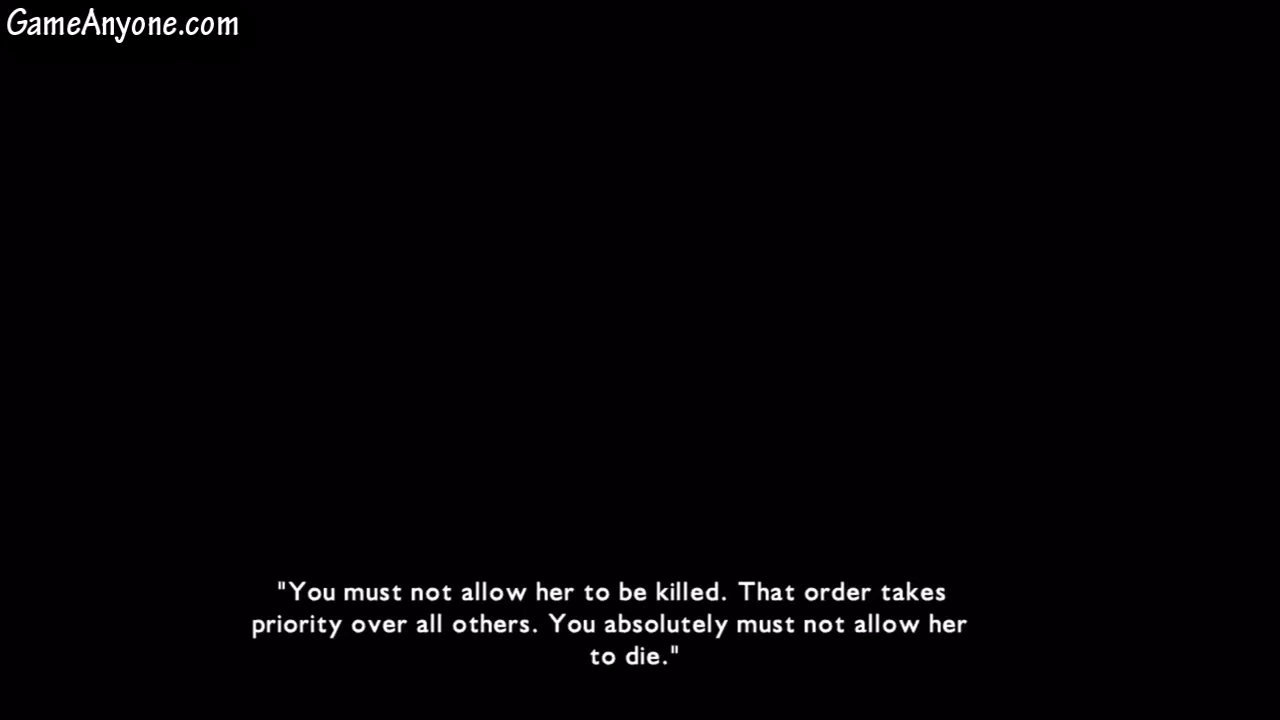 GameAnyone.com
"You must not allow her to be killed. That order takes
priority over all others. You absolutely must not allow her
to die."